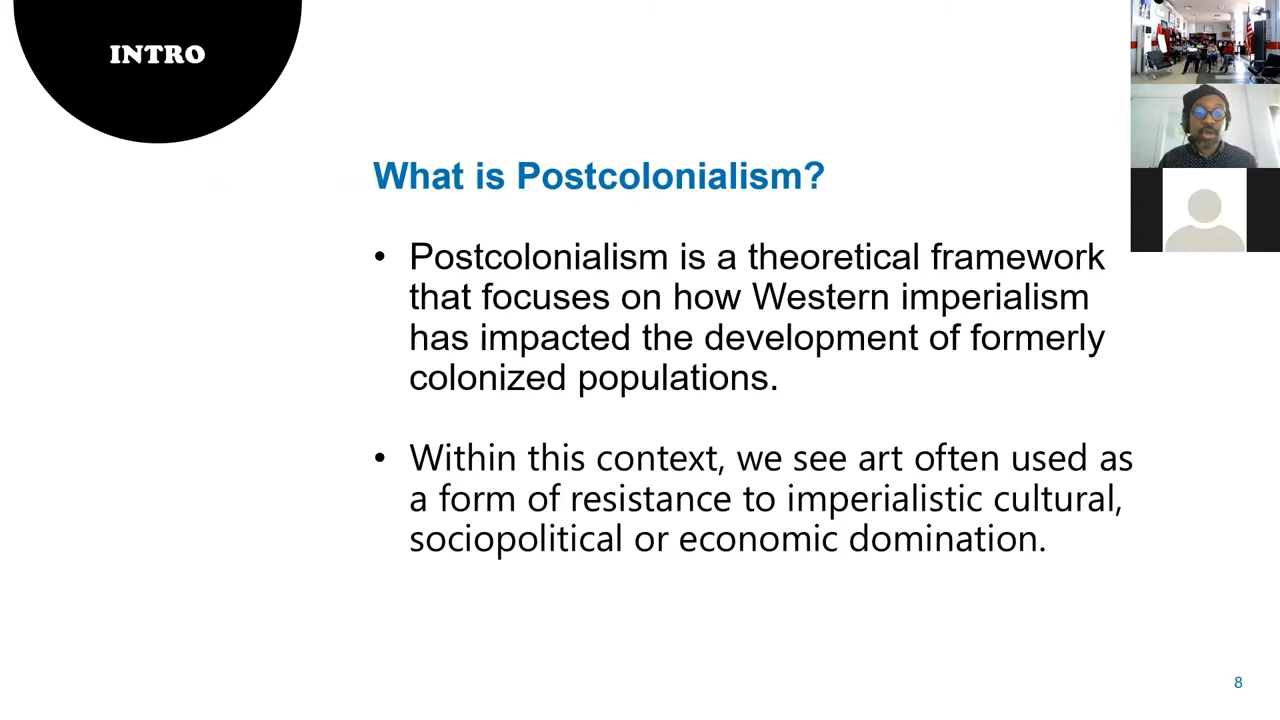 INTRO
What is Postcolonialism?
• Postcolonialism is a theoretical framework
that focuses on how Western imperialism
has impacted the development of formerly
colonized populations.
• Within this context, we see art often used as
a form of resistance to imperialistic cultural,
sociopolitical or economic domination.
8